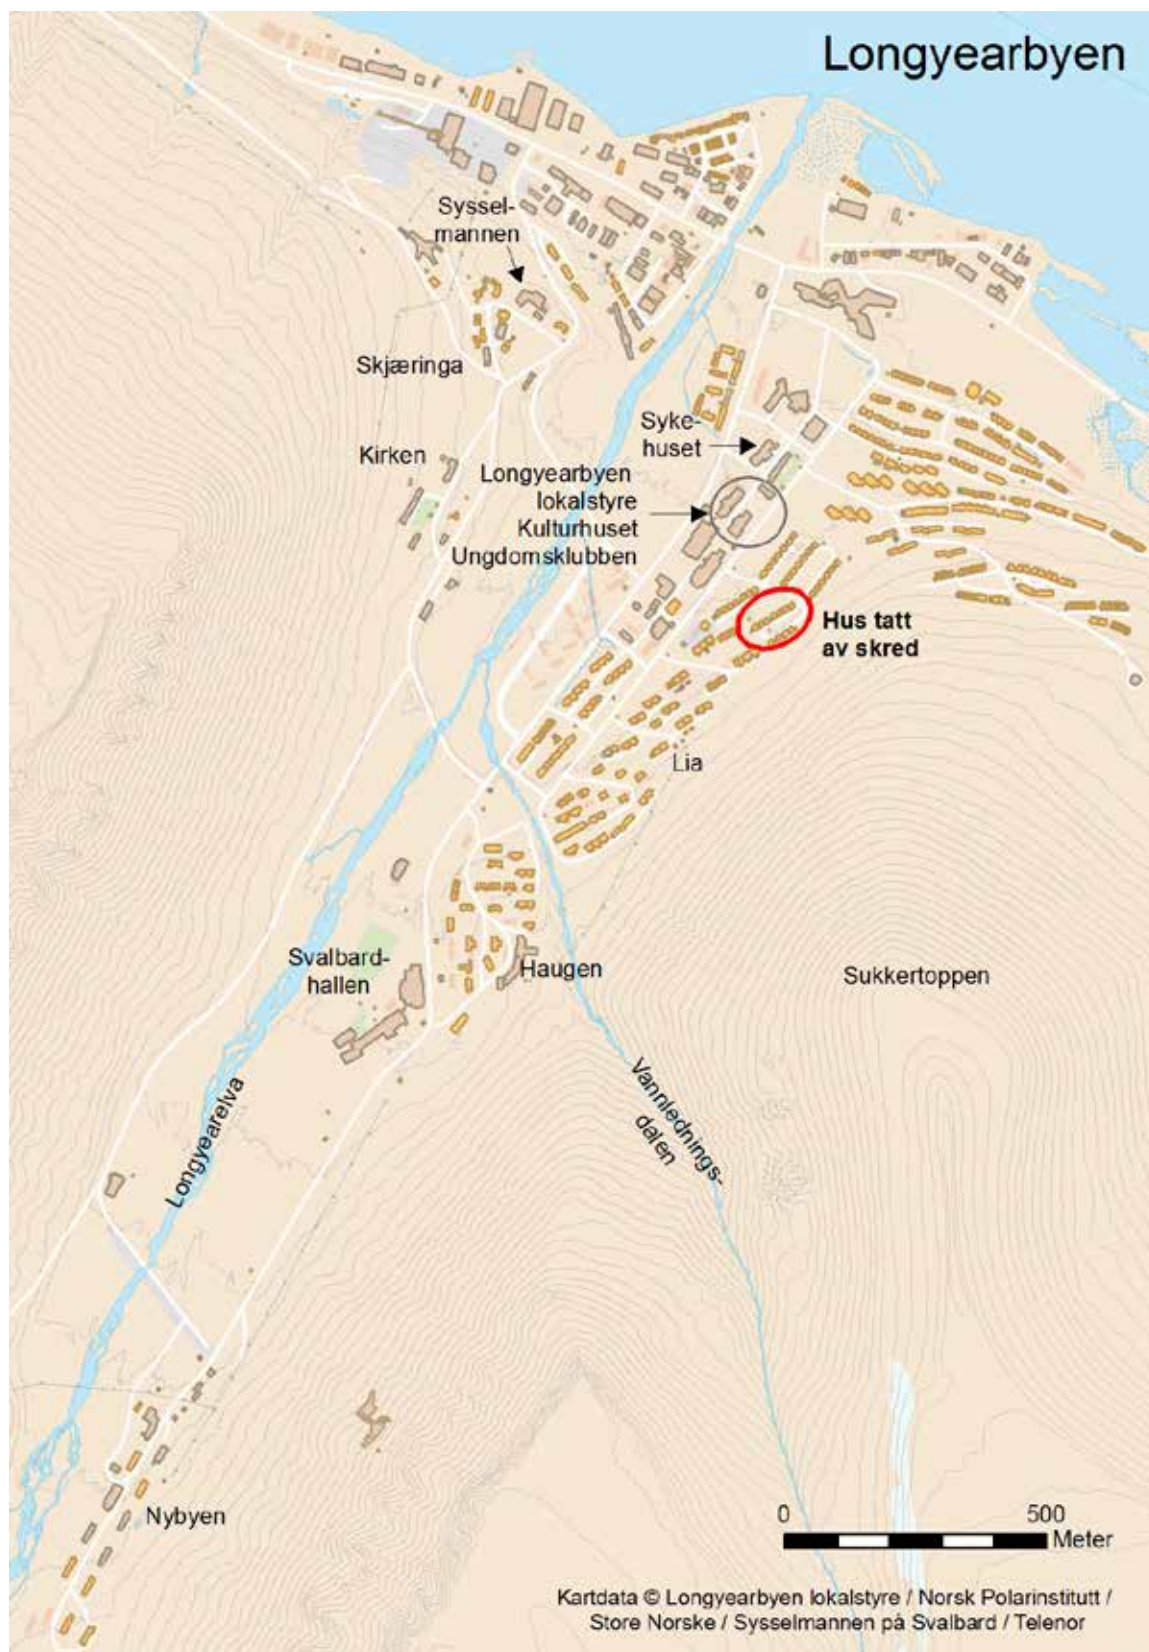 Longyearbyen
Syssel-
mannen
Skjæringa
Kirken
Syke-
huset
Longyearbyen
lokalstyre
Kulturhuset
Ungdomsklubben
Hus tatt
av skred
Lia
Svalbard-
hallen
Haugen
Sukkertoppen
Vannlednings-
dalen
Longyearelva
Nybyen
0 500
Meter
Kartdata © Longyearbyen lokalstyre / Norsk Polarinstitutt /
Store Norske / Sysselmannen på Svalbard / Telenor